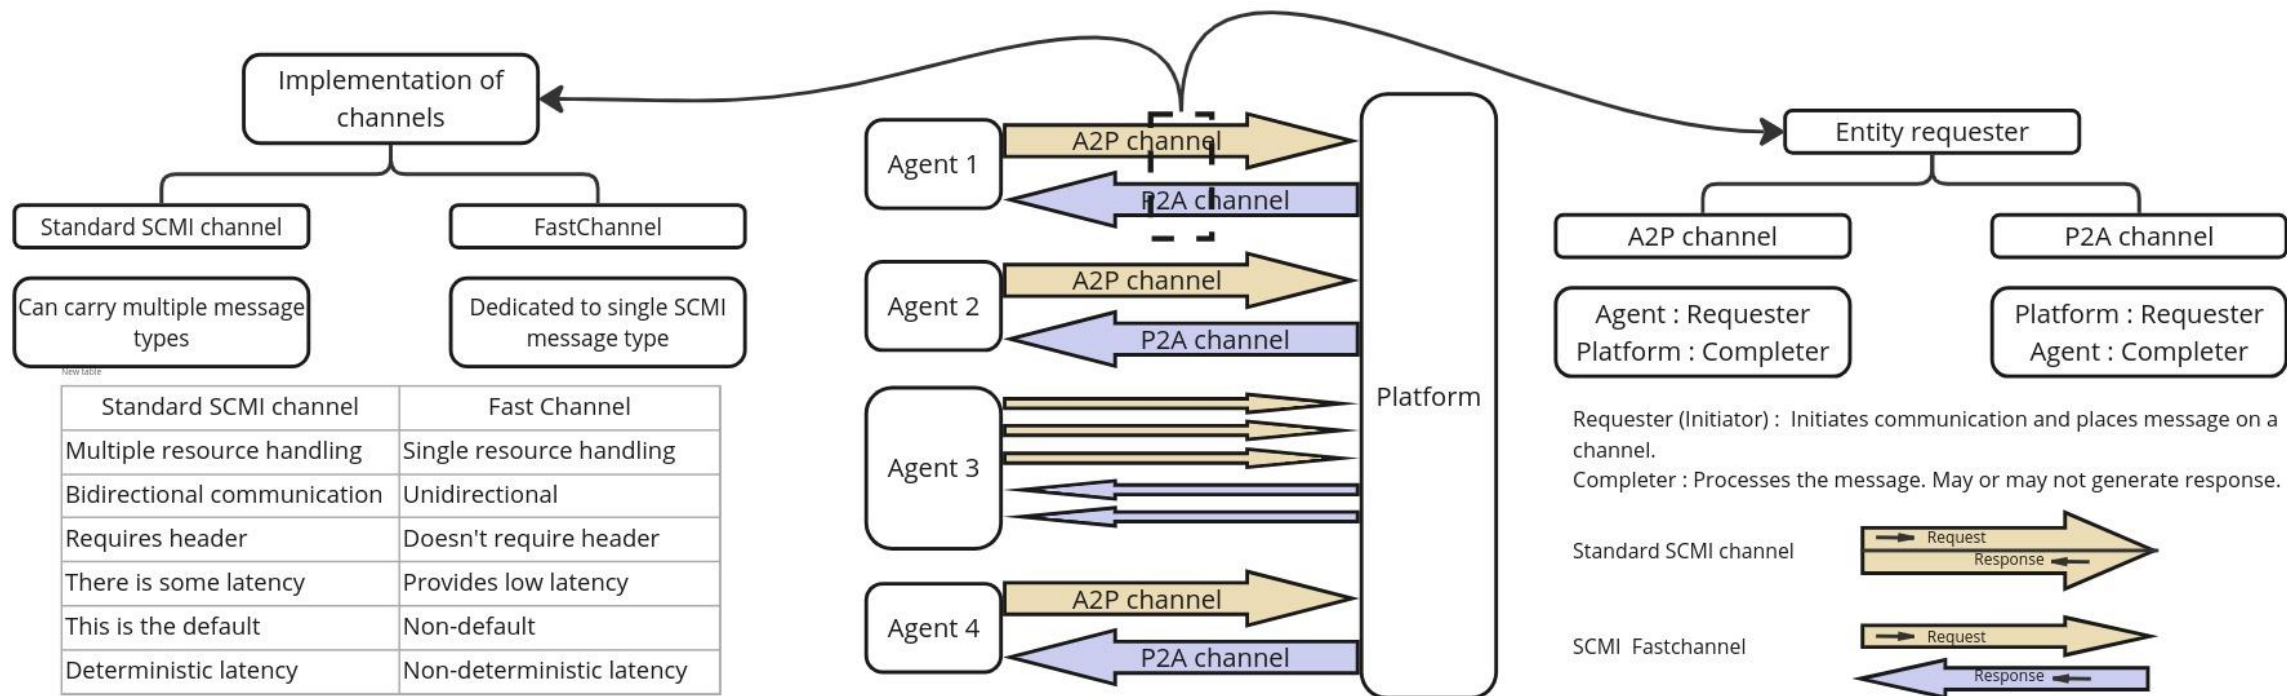 Implementation of
channels
Standard SCMI channel
FastChannel
Can carry multiple message
types
Dedicated to single SCMI
message type
New table
Standard SCMI channel Fast Channel
Multiple resource handling Single resource handling
Bidirectional communication Unidirectional
Requires header Doesn't require header
There is some latency Provides low latency
This is the default Non-default
Deterministic latency Non-deterministic latency
Agent 1
A2P channel
P2A channel
Agent 2
A2P channel
P2A channel
Agent 3
Agent 4
A2P channel
P2A channel
Platform
Entity requester
A2P channel
P2A channel
Agent : Requester
Platform : Completer
Platform : Requester
Agent : Completer
Requester (Initiator) : Initiates communication and places message on a
channel.
Completer : Processes the message. May or may not generate response.
Standard SCMI channel
Request
Response
SCMI Fastchannel
Request
Response